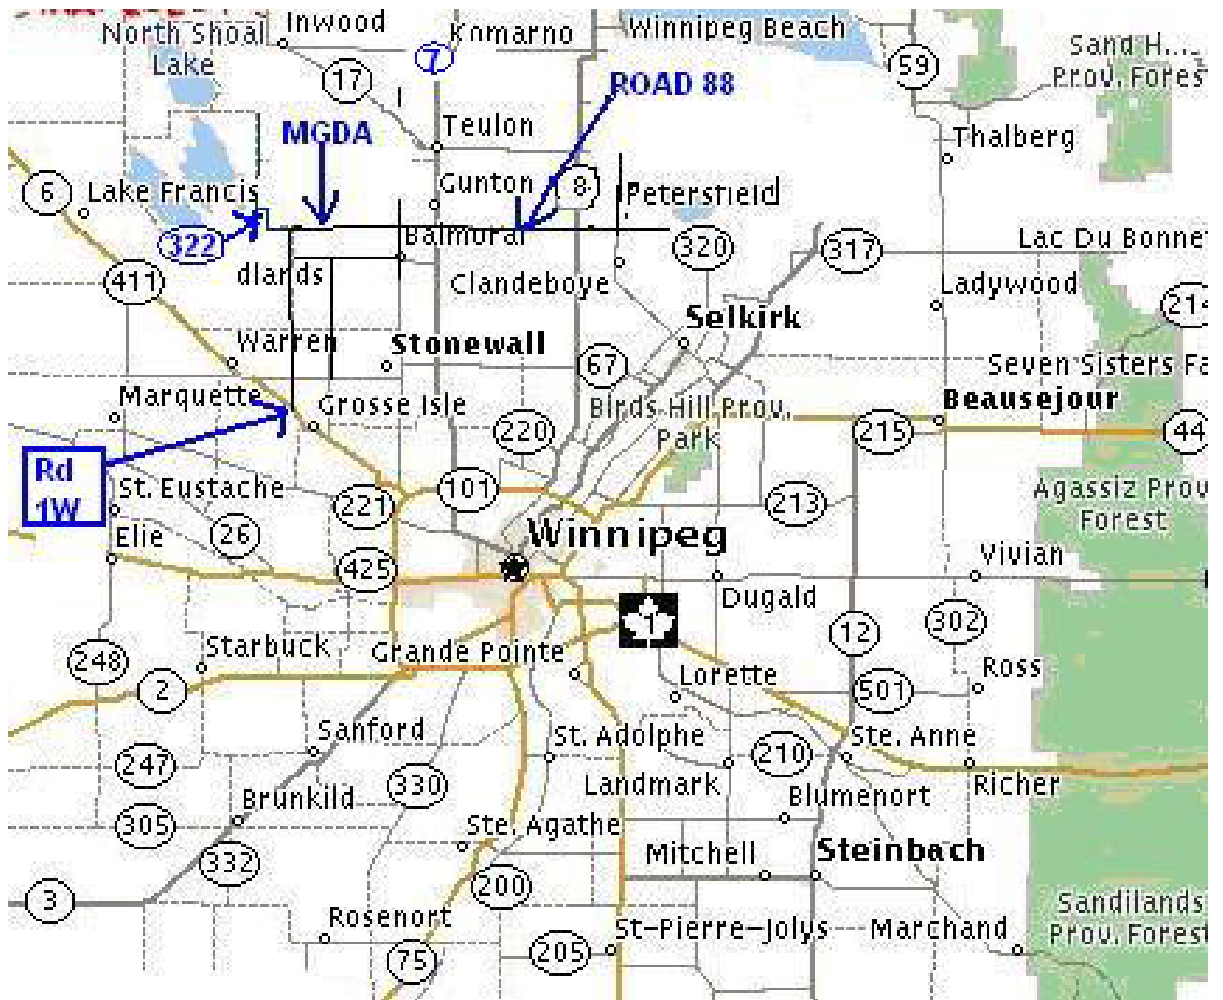 Inwood
Komarno
Winnipeg Beach
North Shoal
Lake
7
17
59
Sand H....
Prov. Forest
ROAD 88
MGDA
Teulon
Thalberg
6
Lake Francis
Gunton
8
Petersfield
322
Balmoral
320
317
Lac Du Bonnet
411
dlands
Clandeboye
Ladywood
214
Selkirk
Warren
Stonewall
67
Seven Sisters Fa
Marquette
Grosse Isle
Birds Hill Prov.
Park
Beausejour
220
215
44
Rd
1W
St. Eustache
221
101
213
Agassiz Prov
Forest
26
Elie
Winnipeg
Vivian
425
Dugald
1
12
302
248
Starbuck
Grande Pointe
Lorette
Ross
2
501
Sanford
St. Adolphe
Ste. Anne
247
330
210
Landmark
Richer
Brunkild
Blumenort
305
Ste. Agathe
332
Mitchell
Steinbach
3
200
Rosenort
St-Pierre-Jolys
Marchand
Sandilands
Prov. Forest
75
205